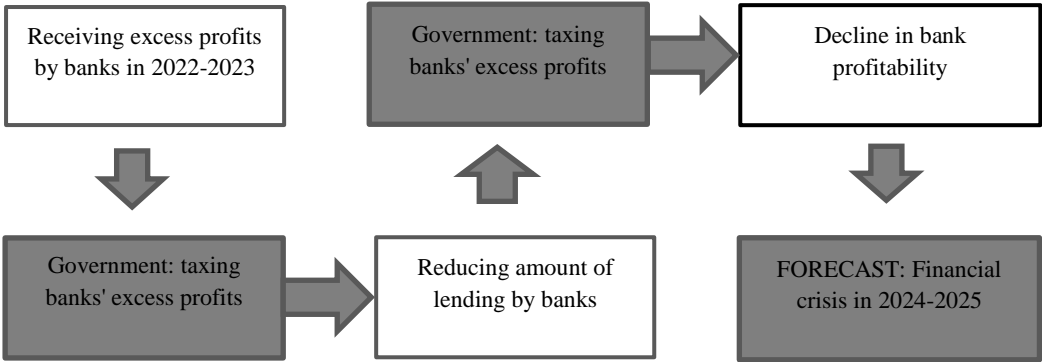 Receiving excess profits
by banks in 2022-2023
Government: taxing
banks' excess profits
Reducing amount of
lending by banks
Government: taxing
banks' excess profits
Decline in bank
profitability
FORECAST: Financial
crisis in 2024-2025